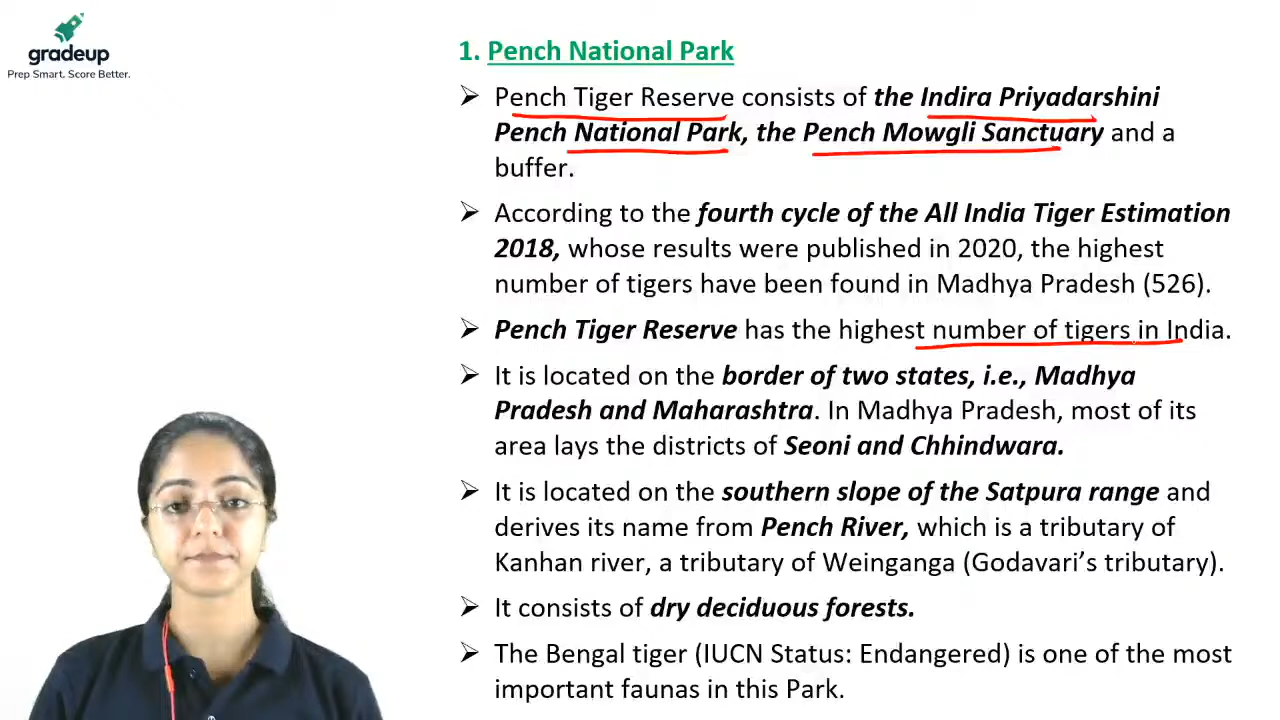 gradeup
Prep Smart. Score Better.
1. Pench National Park
➢ Pench Tiger Reserve consists of the Indira Priyadarshini
Pench National Park, the Pench Mowgli Sanctuary and a
buffer.
➢ According to the fourth cycle of the All India Tiger Estimation
2018, whose results were published in 2020, the highest
number of tigers have been found in Madhya Pradesh (526).
➢ Pench Tiger Reserve has the highest number of tigers in India.
➢ It is located on the border of two states, i.e., Madhya
Pradesh and Maharashtra. In Madhya Pradesh, most of its
area lays the districts of Seoni and Chhindwara.
➢ It is located on the southern slope of the Satpura range and
derives its name from Pench River, which is a tributary of
Kanhan river, a tributary of Weinganga (Godavari’s tributary).
➢ It consists of dry deciduous forests.
➢ The Bengal tiger (IUCN Status: Endangered) is one of the most
important faunas in this Park.